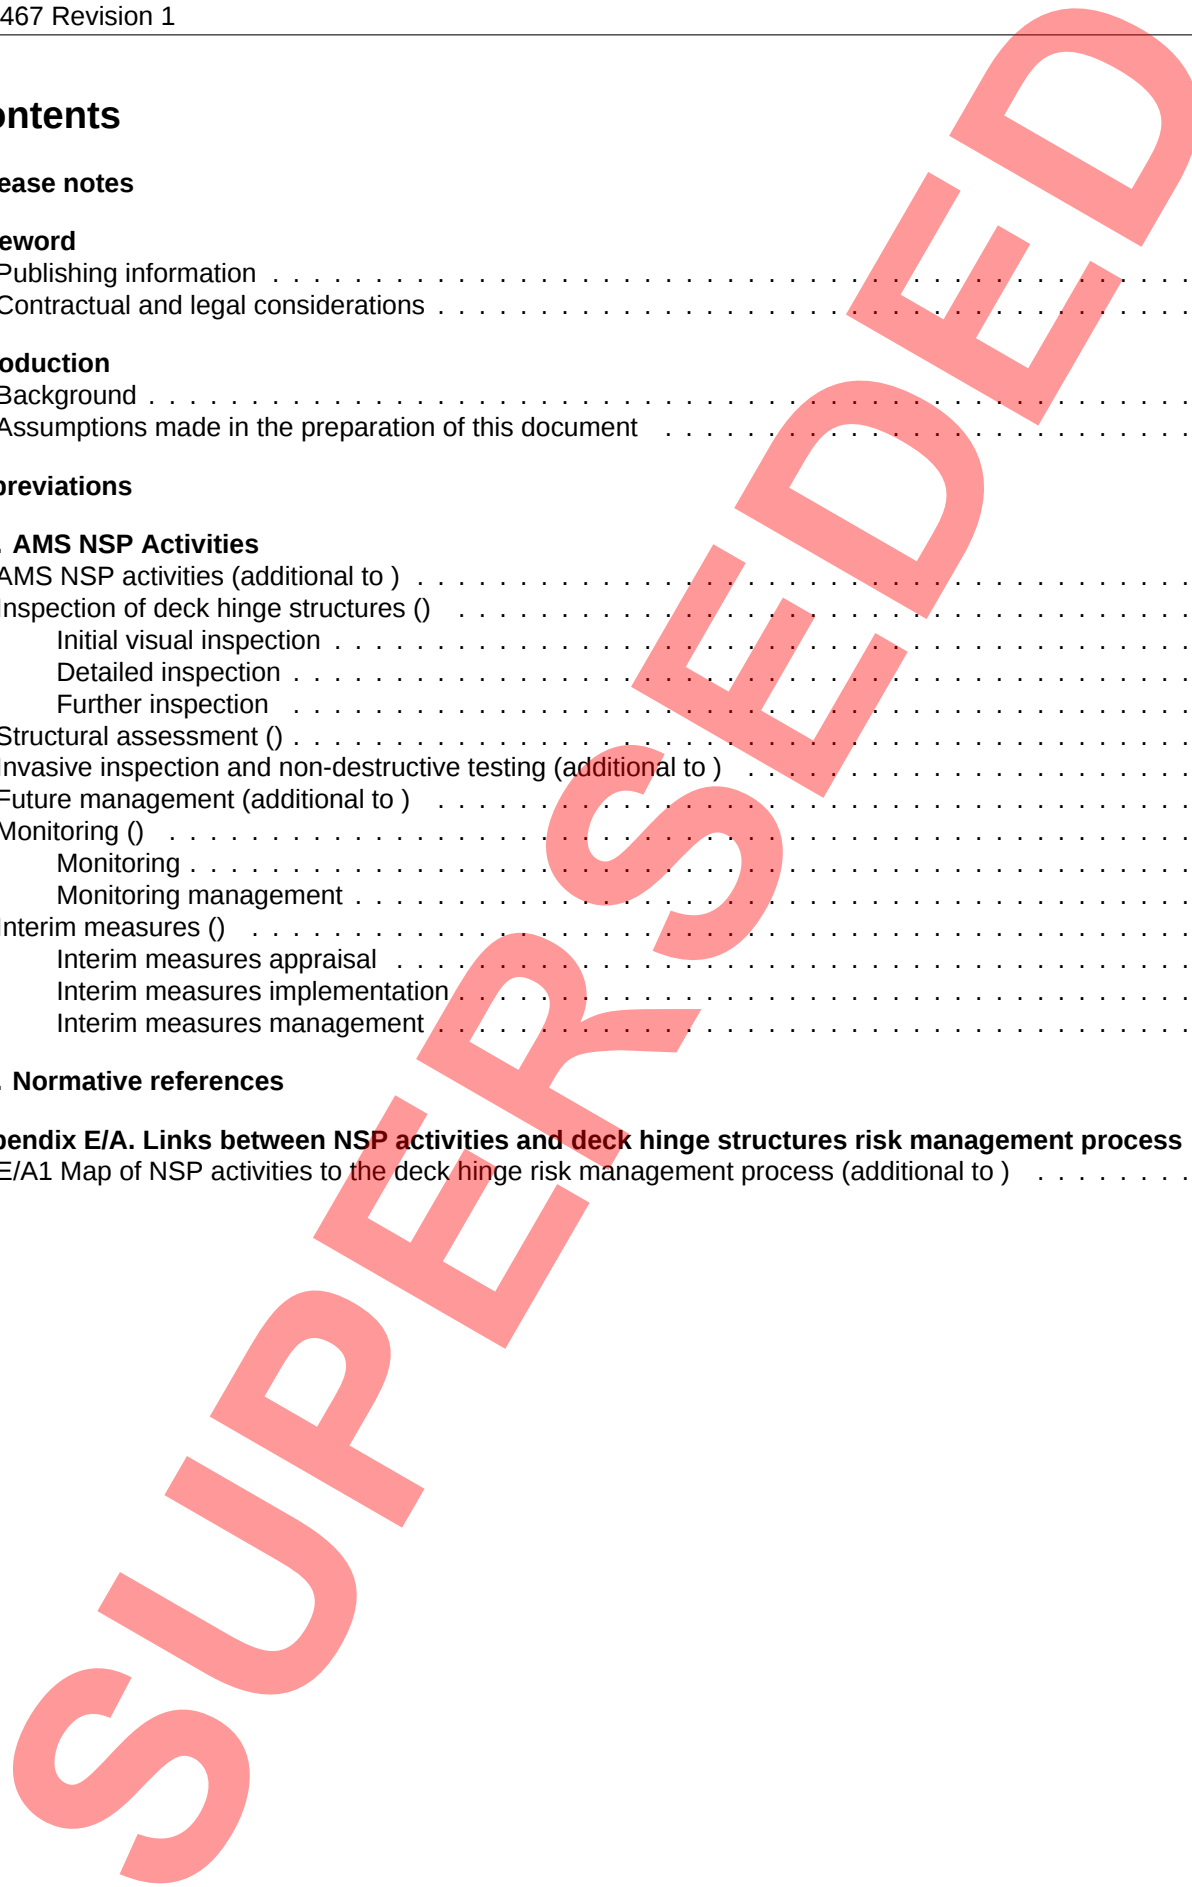 467 Revision 1
ontents
ease notes
eword
Publishing information . . . . . . . . . . . . . . . . . . . . . . . . . . . . . . . . . . . . . . . . . . . . .
Contractual and legal considerations . . . . . . . . . . . . . . . . . . . . . . . . . . . . . . . . . . . . .
oduction
Background . . . . . . . . . . . . . . . . . . . . . . . . . . . . . . . . . . . . . . . . . . . . . . . . . . .
Assumptions made in the preparation of this document . . . . . . . . . . . . . . . . . . . . . . . . . .
breviations
. AMS NSP Activities
AMS NSP activities (additional to ) . . . . . . . . . . . . . . . . . . . . . . . . . . . . . . . . . . . . . .
Inspection of deck hinge structures () . . . . . . . . . . . . . . . . . . . . . . . . . . . . . . . . . . . .
Initial visual inspection . . . . . . . . . . . . . . . . . . . . . . . . . . . . . . . . . . . . . . . . . .
Detailed inspection . . . . . . . . . . . . . . . . . . . . . . . . . . . . . . . . . . . . . . . . . . . .
Further inspection . . . . . . . . . . . . . . . . . . . . . . . . . . . . . . . . . . . . . . . . . . . .
Structural assessment () . . . . . . . . . . . . . . . . . . . . . . . . . . . . . . . . . . . . . . . . . . . .
Invasive inspection and non-destructive testing (additional to ) . . . . . . . . . . . . . . . . . . . . . .
Future management (additional to ) . . . . . . . . . . . . . . . . . . . . . . . . . . . . . . . . . . . . .
Monitoring () . . . . . . . . . . . . . . . . . . . . . . . . . . . . . . . . . . . . . . . . . . . . . . . . . .
Monitoring . . . . . . . . . . . . . . . . . . . . . . . . . . . . . . . . . . . . . . . . . . . . . . . . .
Monitoring management . . . . . . . . . . . . . . . . . . . . . . . . . . . . . . . . . . . . . . . . .
Interim measures () . . . . . . . . . . . . . . . . . . . . . . . . . . . . . . . . . . . . . . . . . . . . . .
Interim measures appraisal . . . . . . . . . . . . . . . . . . . . . . . . . . . . . . . . . . . . . . .
Interim measures implementation . . . . . . . . . . . . . . . . . . . . . . . . . . . . . . . . . . . .
Interim measures management . . . . . . . . . . . . . . . . . . . . . . . . . . . . . . . . . . . . .
. Normative references
pendix E/A. Links between NSP activities and deck hinge structures risk management process
E/A1 Map of NSP activities to the deck hinge risk management process (additional to ) . . . . . . . .
SUPERSEDED